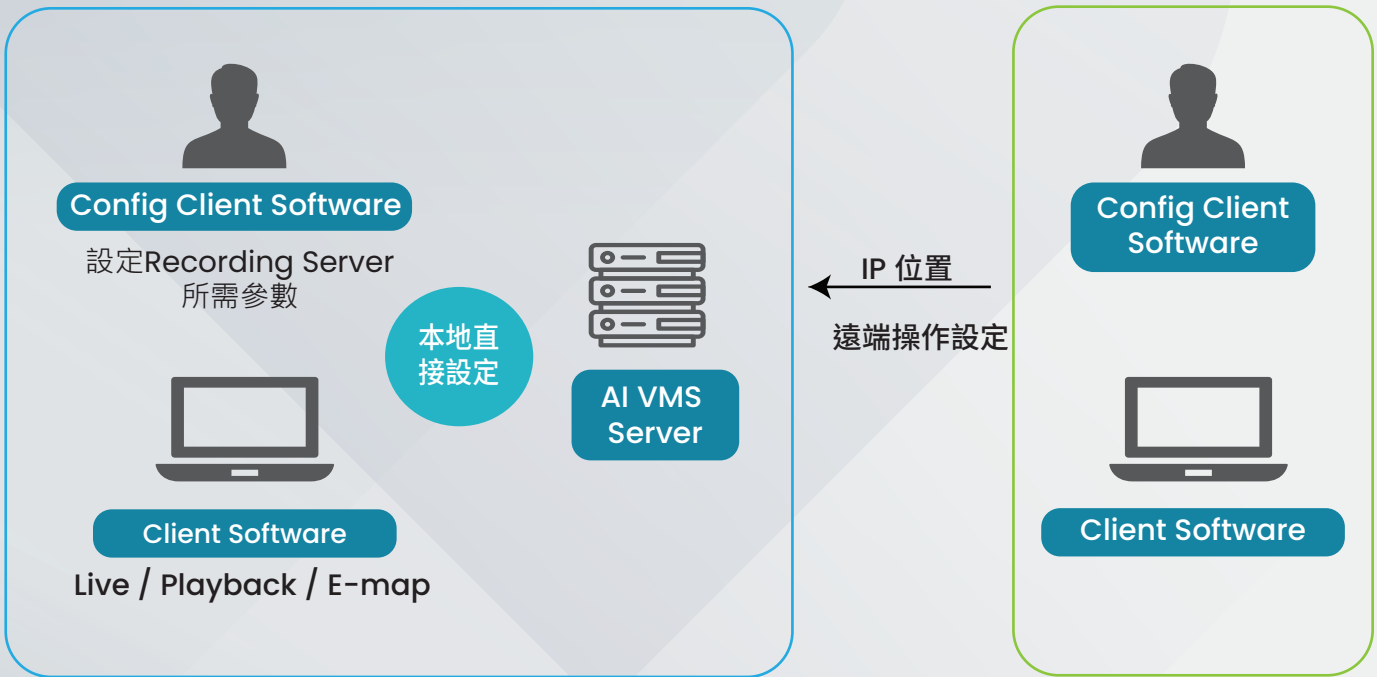 Config Client Software
設定Recording Server
所需參數
本地直
接設定
AI VMS
Server
Client Software
Live / Playback / E-map
IP 位置
遠端操作設定
Config Client
Software
Client Software